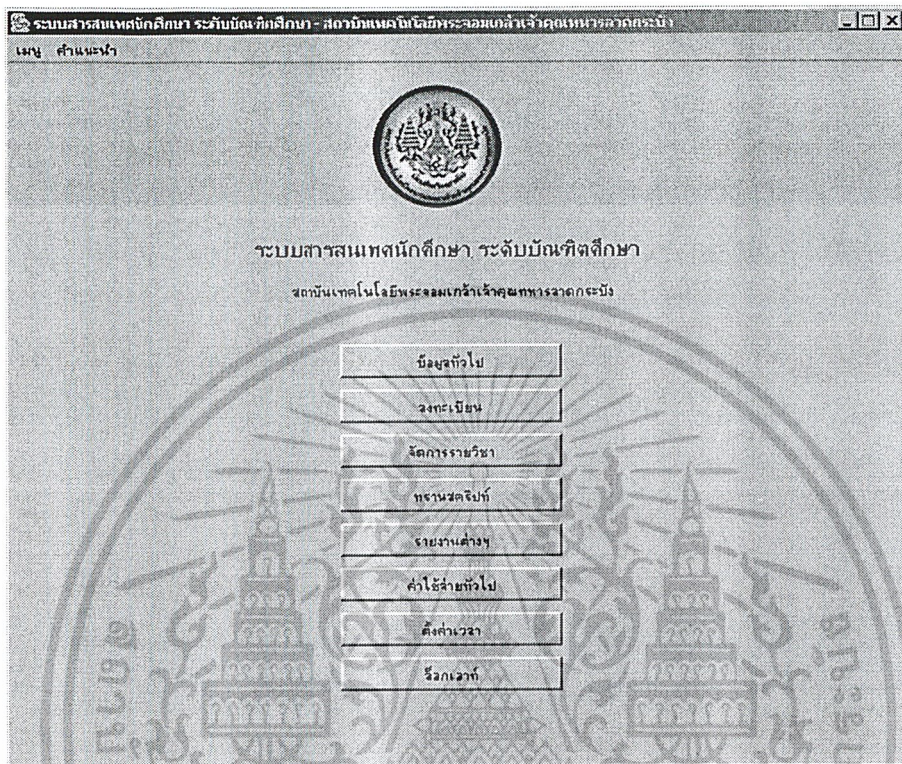 ระบบสารสนเทศนักศึกษา ระดับบัณฑิตศึกษา - สถาบันเทคโนโลยีพระจอมเกล้าเจ้าคุณทหารลาดกระบัง
เมนู คำแนะนำ
ระบบสารสนเทศนักศึกษา ระดับบัณฑิตศึกษา
สถาบันเทคโนโลยีพระจอมเกล้าเจ้าคุณทหารลาดกระบัง
ข้อมูลทั่วไป
ลงทะเบียน
จัดการรายวิชา
ทรานสคริปท์
รายงานต่างๆ
ค่าใช้จ่ายทั่วไป
ตั้งค่าเวลา
ล็อกเอาท์